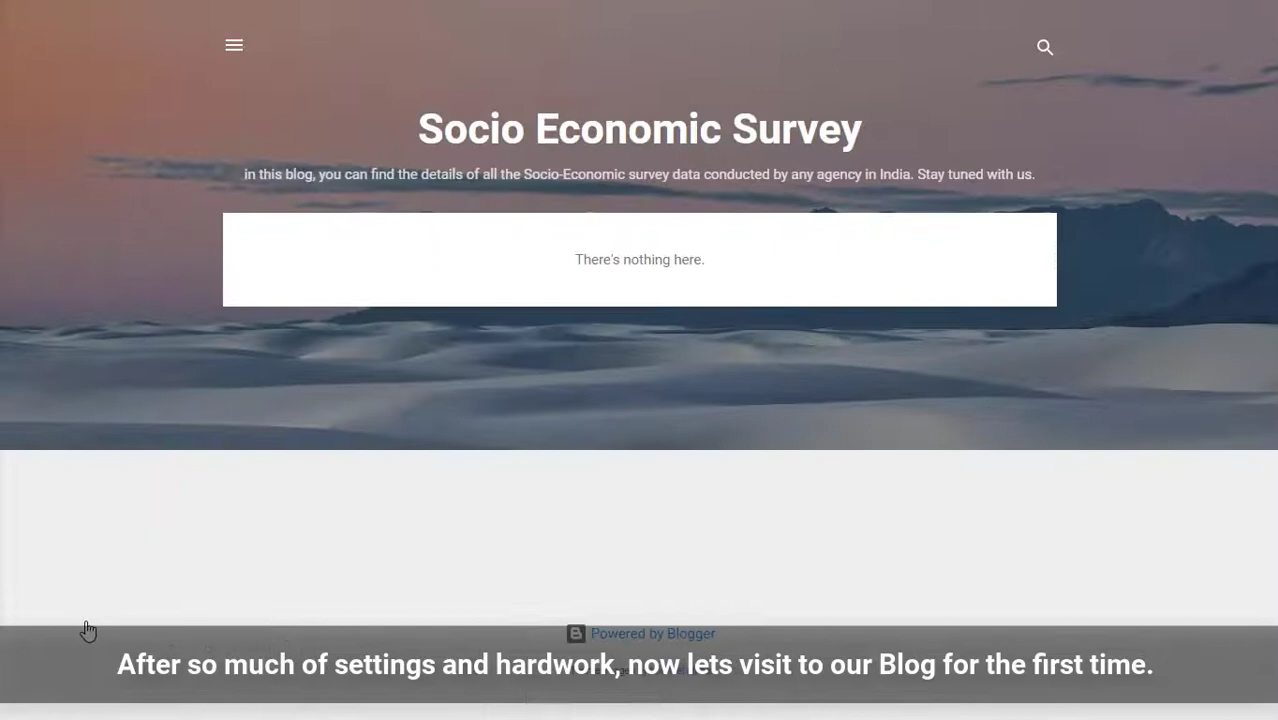 Socio Economic Survey
in this blog, you can find the details of all the Socio-Economic survey data conducted by any agency in India. Stay tuned with us.
There's nothing here.
Powered by Blogger
After so much of settings and hardwork, now lets visit to our Blog for the first time.